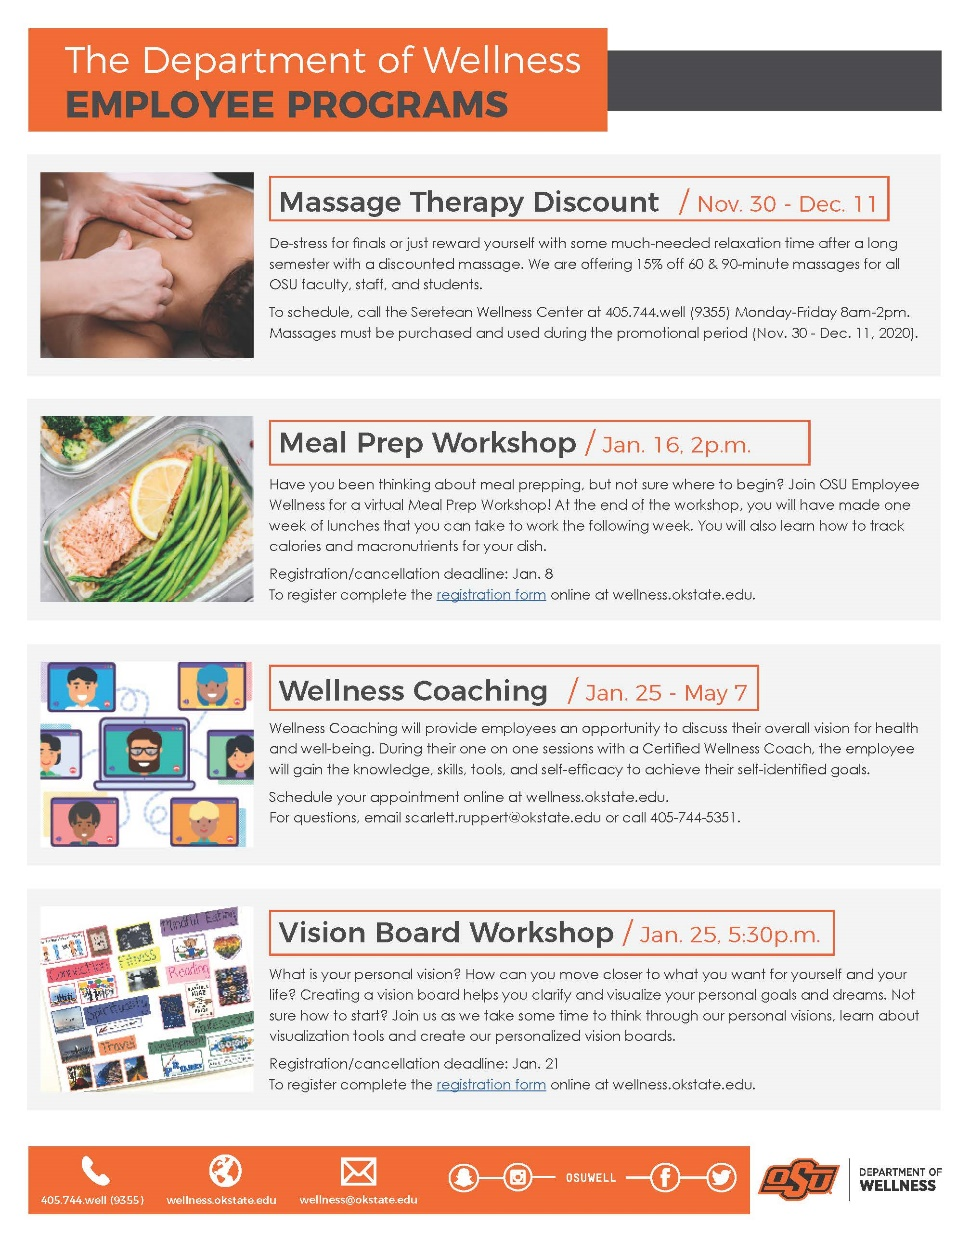 The Department of Wellness
EMPLOYEE PROGRAMS
Massage Therapy Discount / Nov. 30 - Dec. 11
De-stress for finals or just reward yourself with some much-needed relaxation time after a long
semester with a discounted massage. We are offering 15% off 60 & 90-minute massages for all
OSU faculty, staff, and students.
To schedule, call the Seretean Wellness Center at 405.744.well (9355) Monday-Friday 8am-2pm.
Massages must be purchased and used during the promotional period (Nov. 30 - Dec. 11, 2020).
Meal Prep Workshop / Jan. 16, 2p.m.
Have you been thinking about meal prepping, but not sure where to begin? Join OSU Employee
Wellness for a virtual Meal Prep Workshop! At the end of the workshop, you will have made one
week of lunches that you can take to work the following week. You will also learn how to track
calories and macronutrients for your dish.
Registration/cancellation deadline: Jan. 8
To register complete the registration form online at wellness.okstate.edu.
Wellness Coaching / Jan. 25 - May 7
Wellness Coaching will provide employees an opportunity to discuss their overall vision for health
and well-being. During their one on one sessions with a Certified Wellness Coach, the employee
will gain the knowledge, skills, tools, and self-efficacy to achieve their self-identified goals.
Schedule your appointment online at wellness.okstate.edu.
For questions, email scarlett.ruppert@okstate.edu or call 405-744-5351.
Mindful Eating
Fitness
Connection
Reading
Spirituality
Professional
Travel
Vision Board Workshop / Jan. 25, 5:30p.m.
What is your personal vision? How can you move closer to what you want for yourself and your
life? Creating a vision board helps you clarify and visualize your personal goals and dreams. Not
sure how to start? Join us as we take some time to think through our personal visions, learn about
visualization tools and create our personalized vision boards.
Registration/cancellation deadline: Jan. 21
To register complete the registration form online at wellness.okstate.edu.
405.744.well (9355)
wellness.okstate.edu
wellness@okstate.edu
OSUWELL
OSU
DEPARTMENT OF
WELLNESS